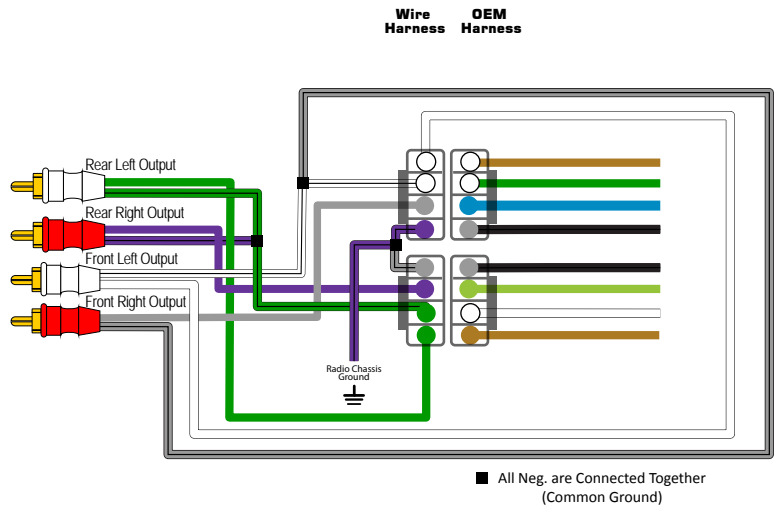 Wire
Harness
OEM
Harness
Rear Left Output
Rear Right Output
Front Left Output
Front Right Output
Radio Chassis
Ground
All Neg. are Connected Together
(Common Ground)